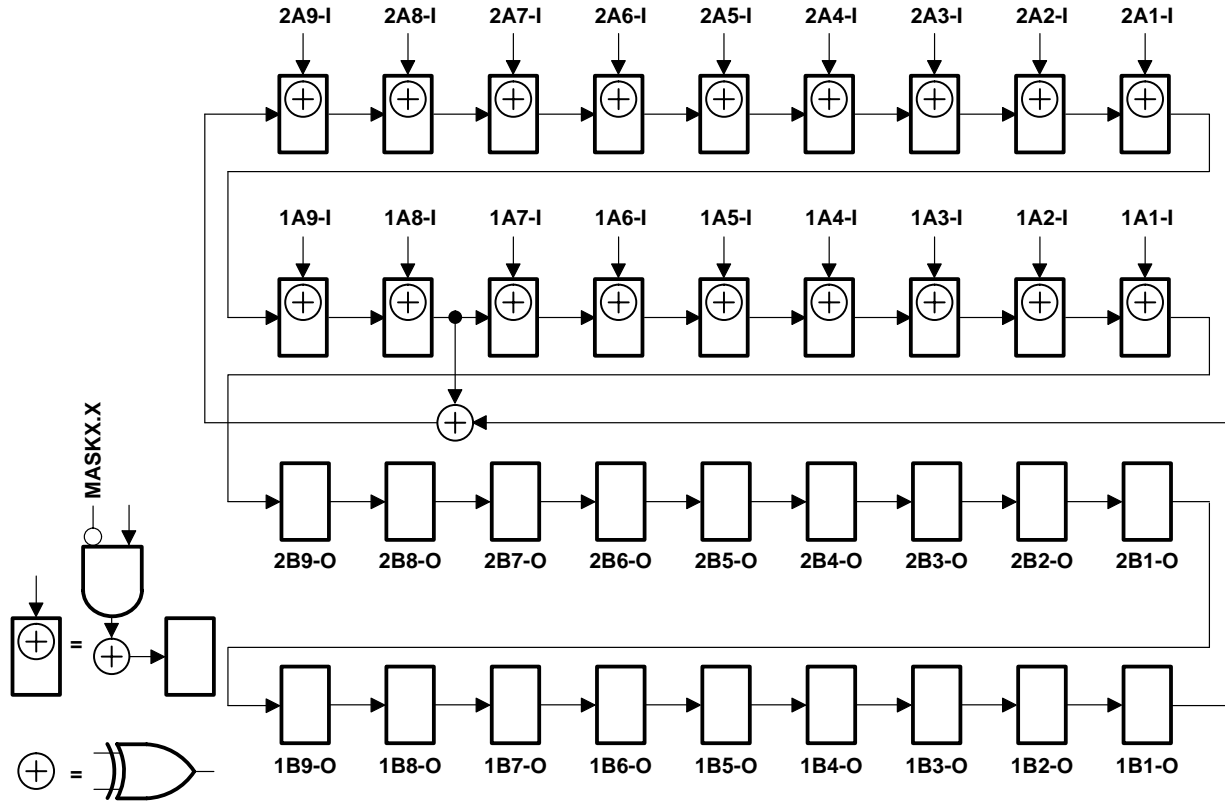 2A9-I 2A8-I 2A7-I 2A6-I 2A5-I 2A4-I 2A3-I 2A2-I 2A1-I
1A9-I 1A8-I 1A7-I 1A6-I 1A5-I 1A4-I 1A3-I 1A2-I 1A1-I
MASKX.X
2B9-O 2B8-O 2B7-O 2B6-O 2B5-O 2B4-O 2B3-O 2B2-O 2B1-O
=
1B9-O 1B8-O 1B7-O 1B6-O 1B5-O 1B4-O 1B3-O 1B2-O 1B1-O
=